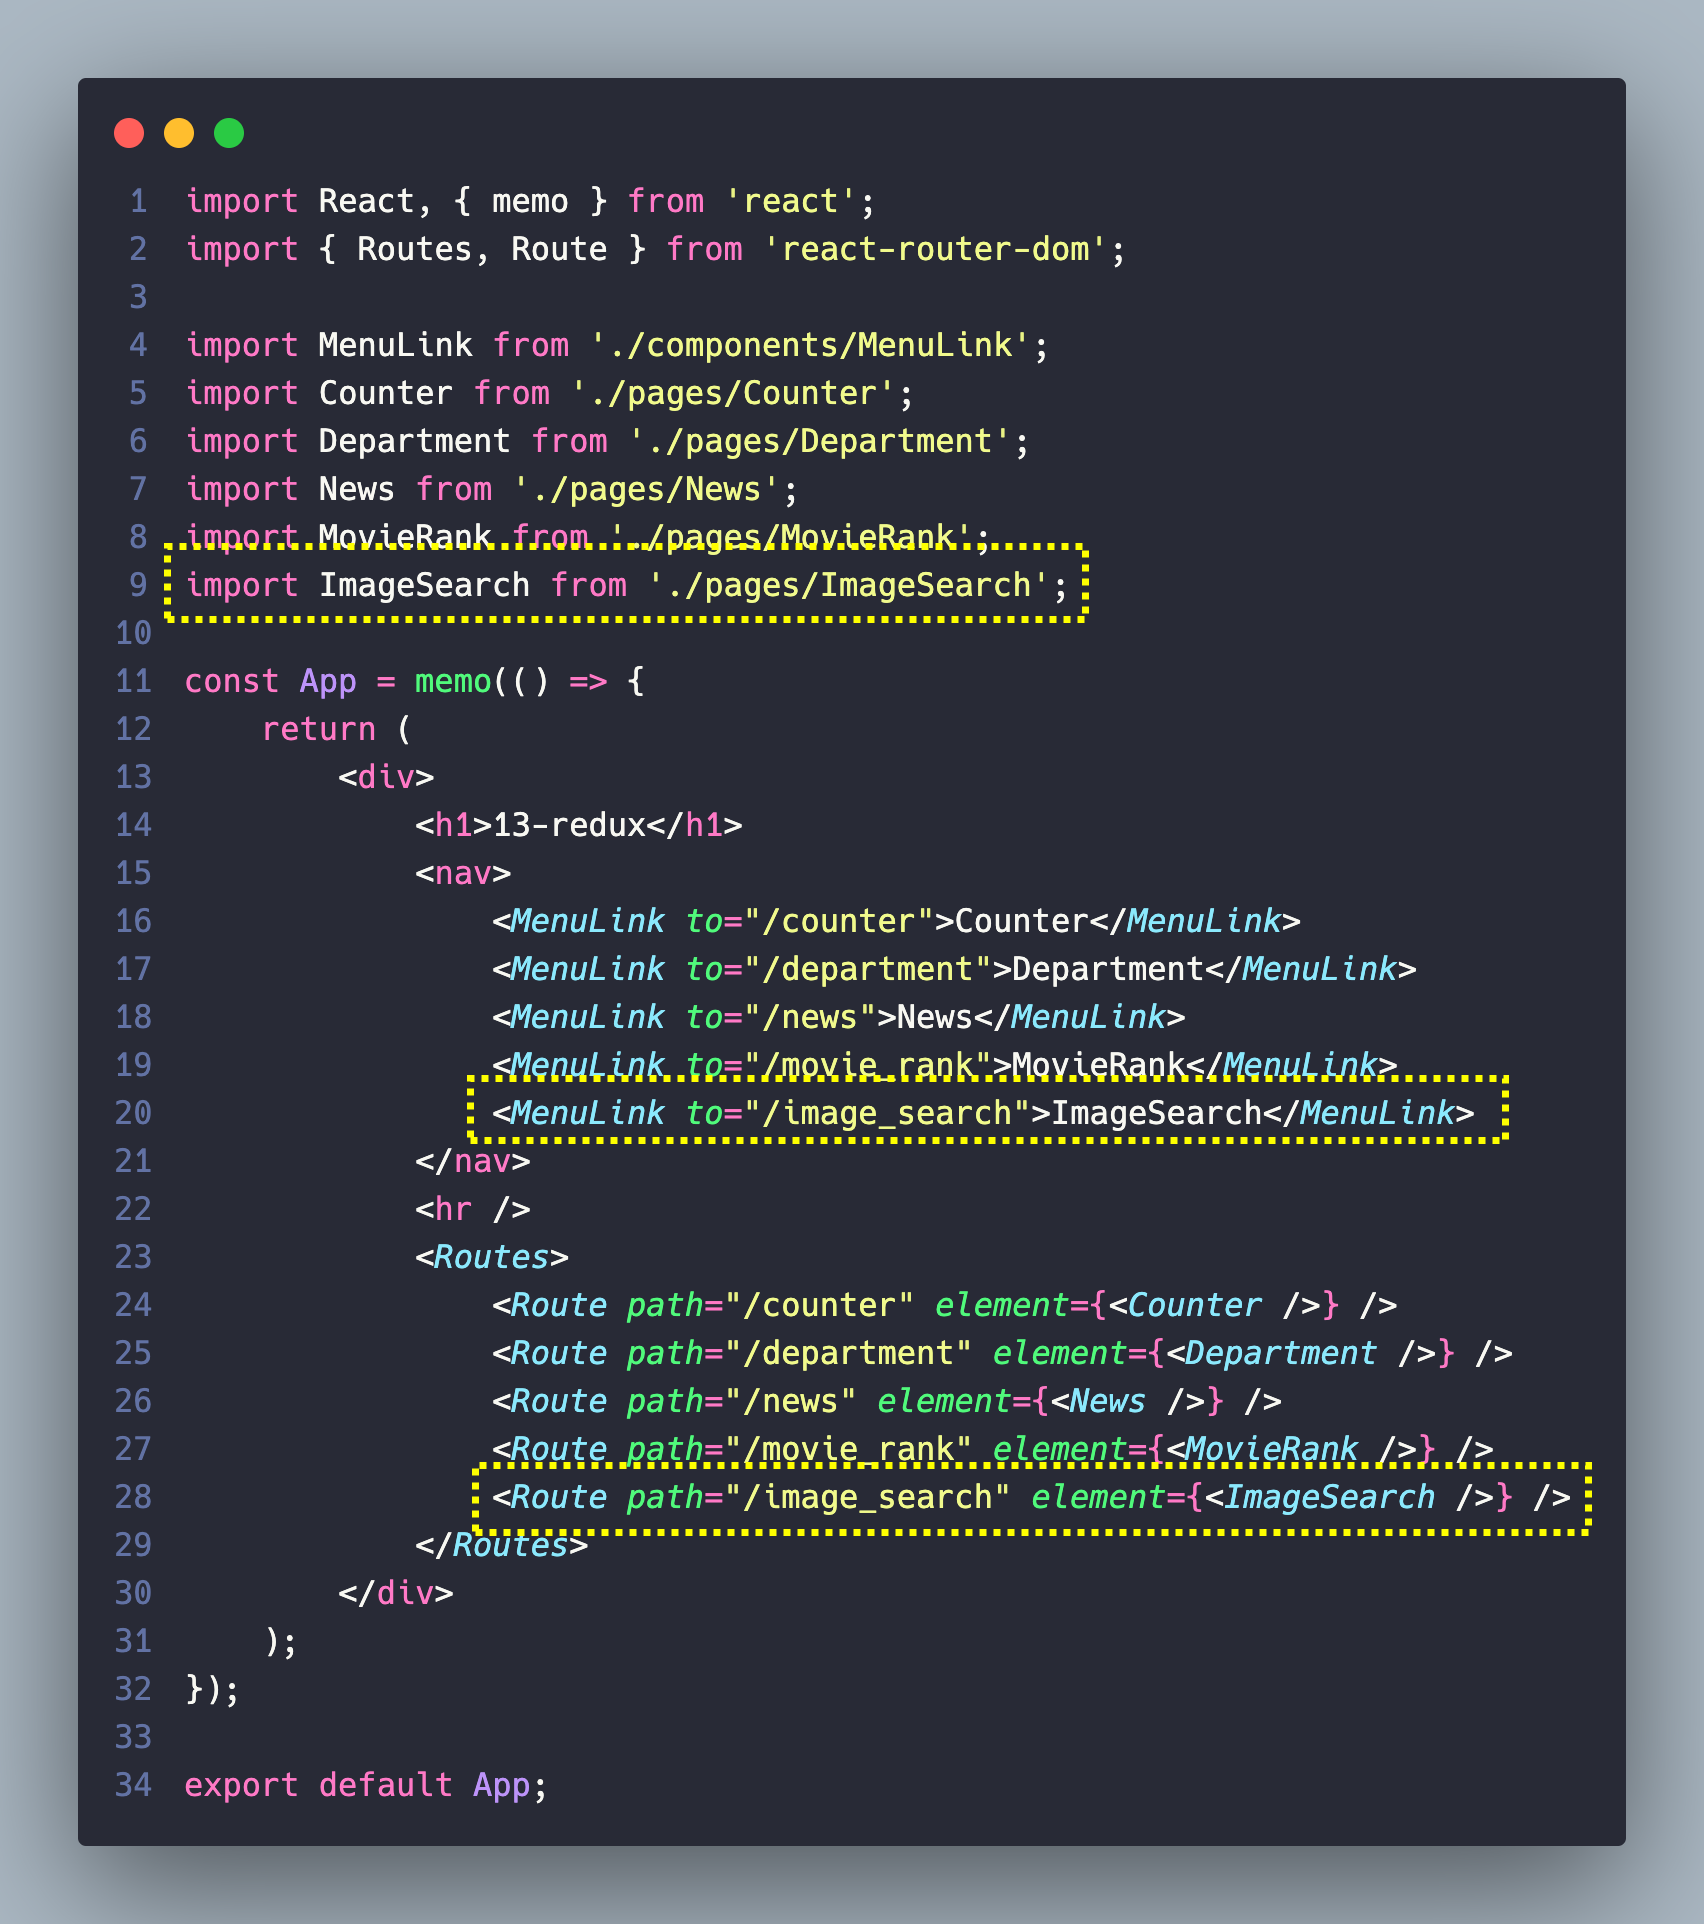 1 import React, { memo } from 'react';
2 import { Routes, Route } from 'react-router-dom';
3
4 import MenuLink from './components/MenuLink';
5 import Counter from './pages/Counter';
6 import Department from './pages/Department';
7 import News from './pages/News';
8 import MovieRank from './pages/MovieRank';
9 import ImageSearch from './pages/ImageSearch';
10
11 const App = memo(() => {
12     return (
13         <div>
14             <h1>13-redux</h1>
15             <nav>
16                 <MenuLink to="/counter">Counter</MenuLink>
17                 <MenuLink to="/department">Department</MenuLink>
18                 <MenuLink to="/news">News</MenuLink>
19                 <MenuLink to="/movie_rank">MovieRank</MenuLink>
20                 <MenuLink to="/image_search">ImageSearch</MenuLink>
21             </nav>
22             <hr />
23             <Routes>
24                 <Route path="/counter" element={<Counter />} />
25                 <Route path="/department" element={<Department />} />
26                 <Route path="/news" element={<News />} />
27                 <Route path="/movie_rank" element={<MovieRank />} />
28                 <Route path="/image_search" element={<ImageSearch />} />
29             </Routes>
30         </div>
31     );
32 });
33
34 export default App;